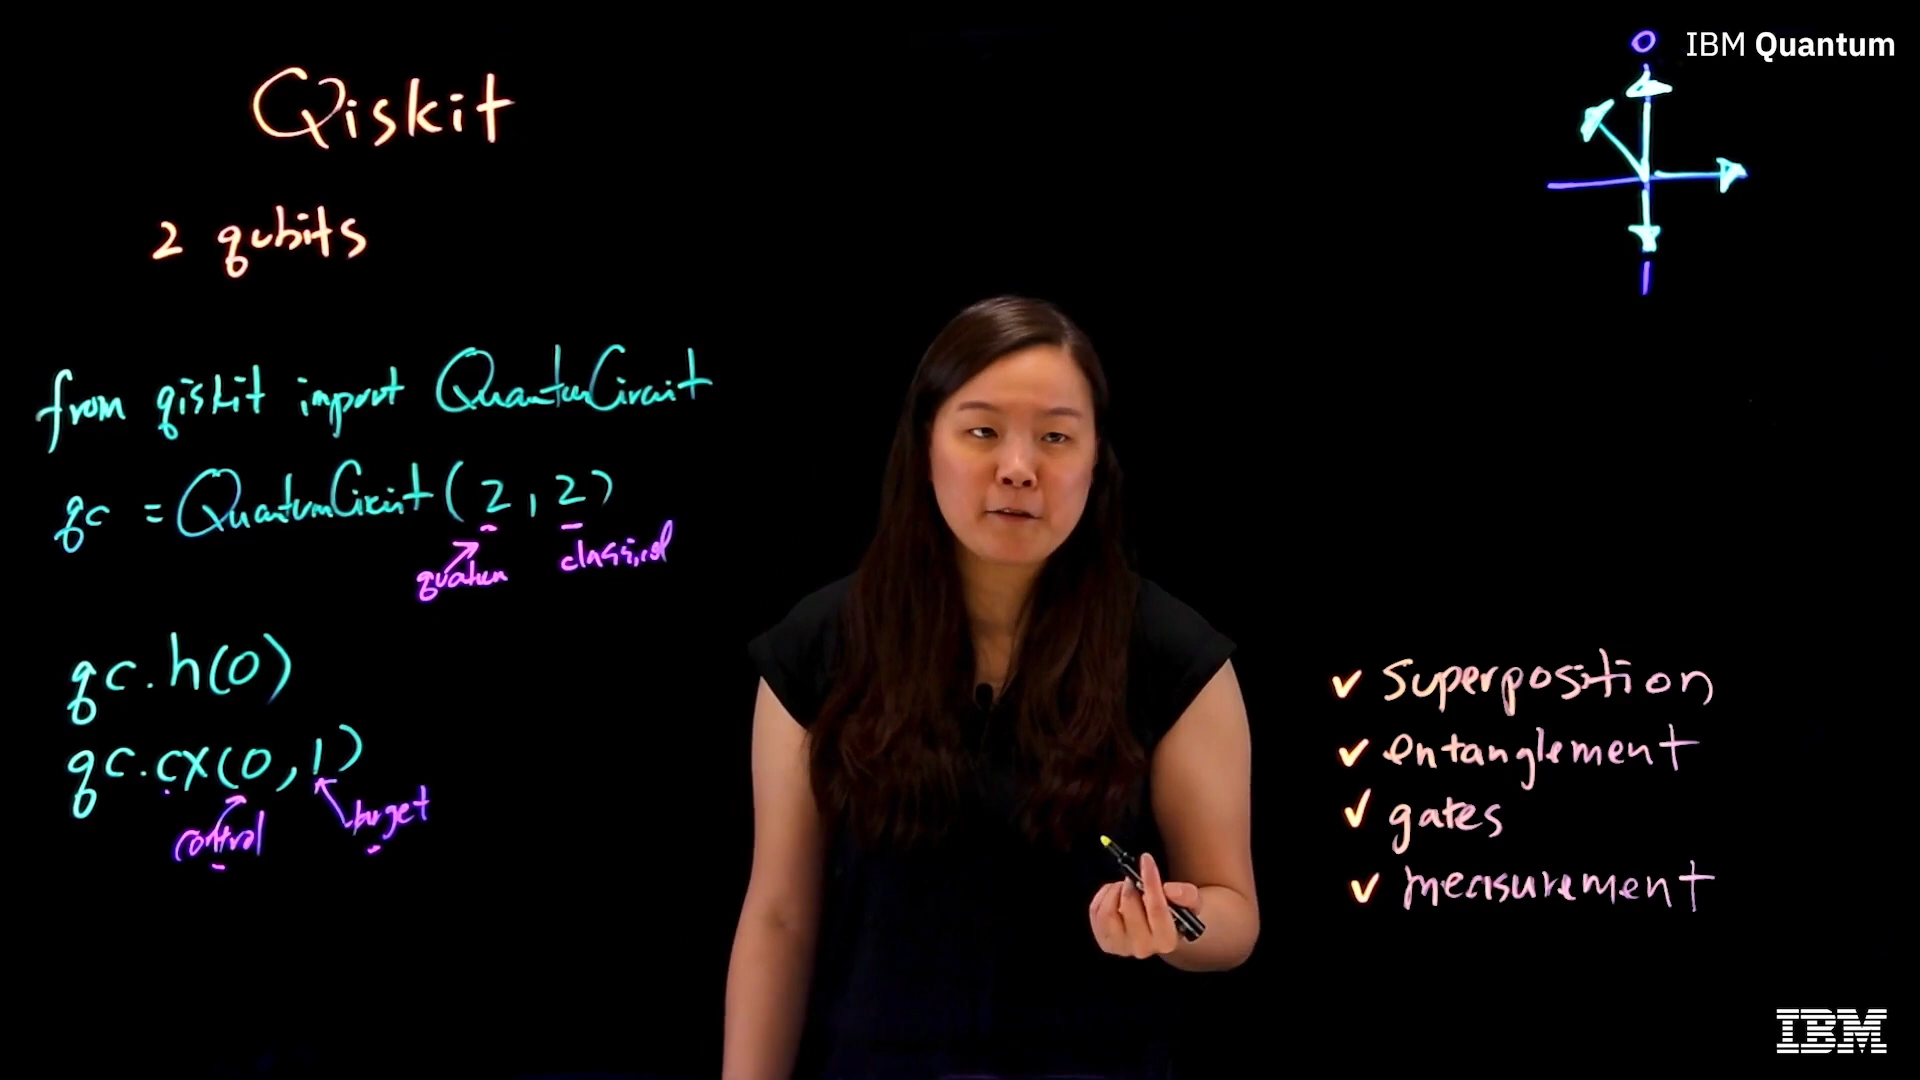 Qiskit
2 qubits
from qiskit import QuantumCircuit
qc = QuantumCircuit(2,2)
quantum classical
qc.h(0)
qc.cx(0,1)
control target
0
1
IBM Quantum
✓ superposition
✓ entanglement
✓ gates
✓ measurement
IBM